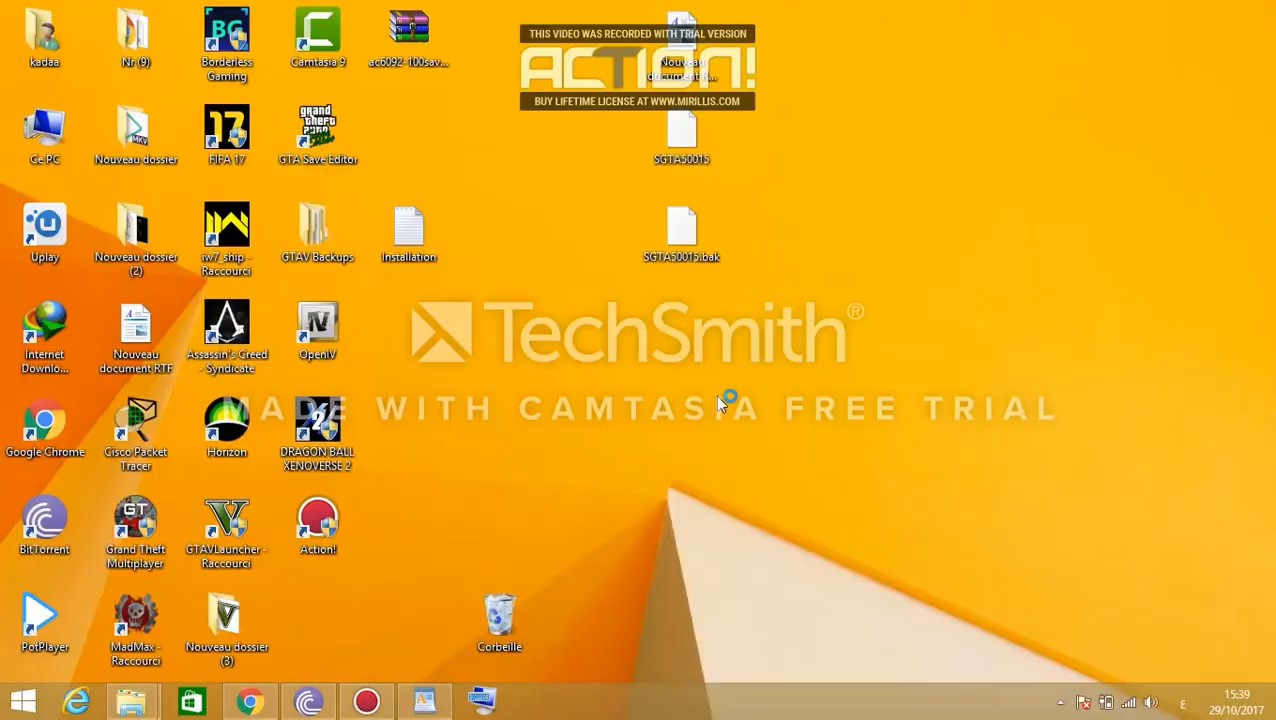 kadaa
Nr (9)
Borderless
Gaming
Camtasia 9
ac6092-100sav...
THIS VIDEO WAS RECORDED WITH TRIAL VERSION
ACTION!
BUY LIFETIME LICENSE AT WWW.MIRILLIS.COM
Nouveau
document R...
Ce PC
Nouveau dossier
FIFA 17
GTA Save Editor
SGTA50015
Uplay
Nouveau dossier
(2)
iw7_ship -
Raccourci
GTAV Backups
Installation
SGTA50015.bak
TechSmith®
MADE WITH CAMTASIA FREE TRIAL
Internet
Downlo...
Nouveau
document RTF
Assassin's Creed
- Syndicate
OpenIV
Google Chrome
Cisco Packet
Tracer
Horizon
DRAGON BALL
XENOVERSE 2
BitTorrent
Grand Theft
Multiplayer
GTAVLauncher -
Raccourci
Action!
PotPlayer
MadMax -
Raccourci
Nouveau dossier
(3)
Corbeille
ع
15:39
29/10/2017